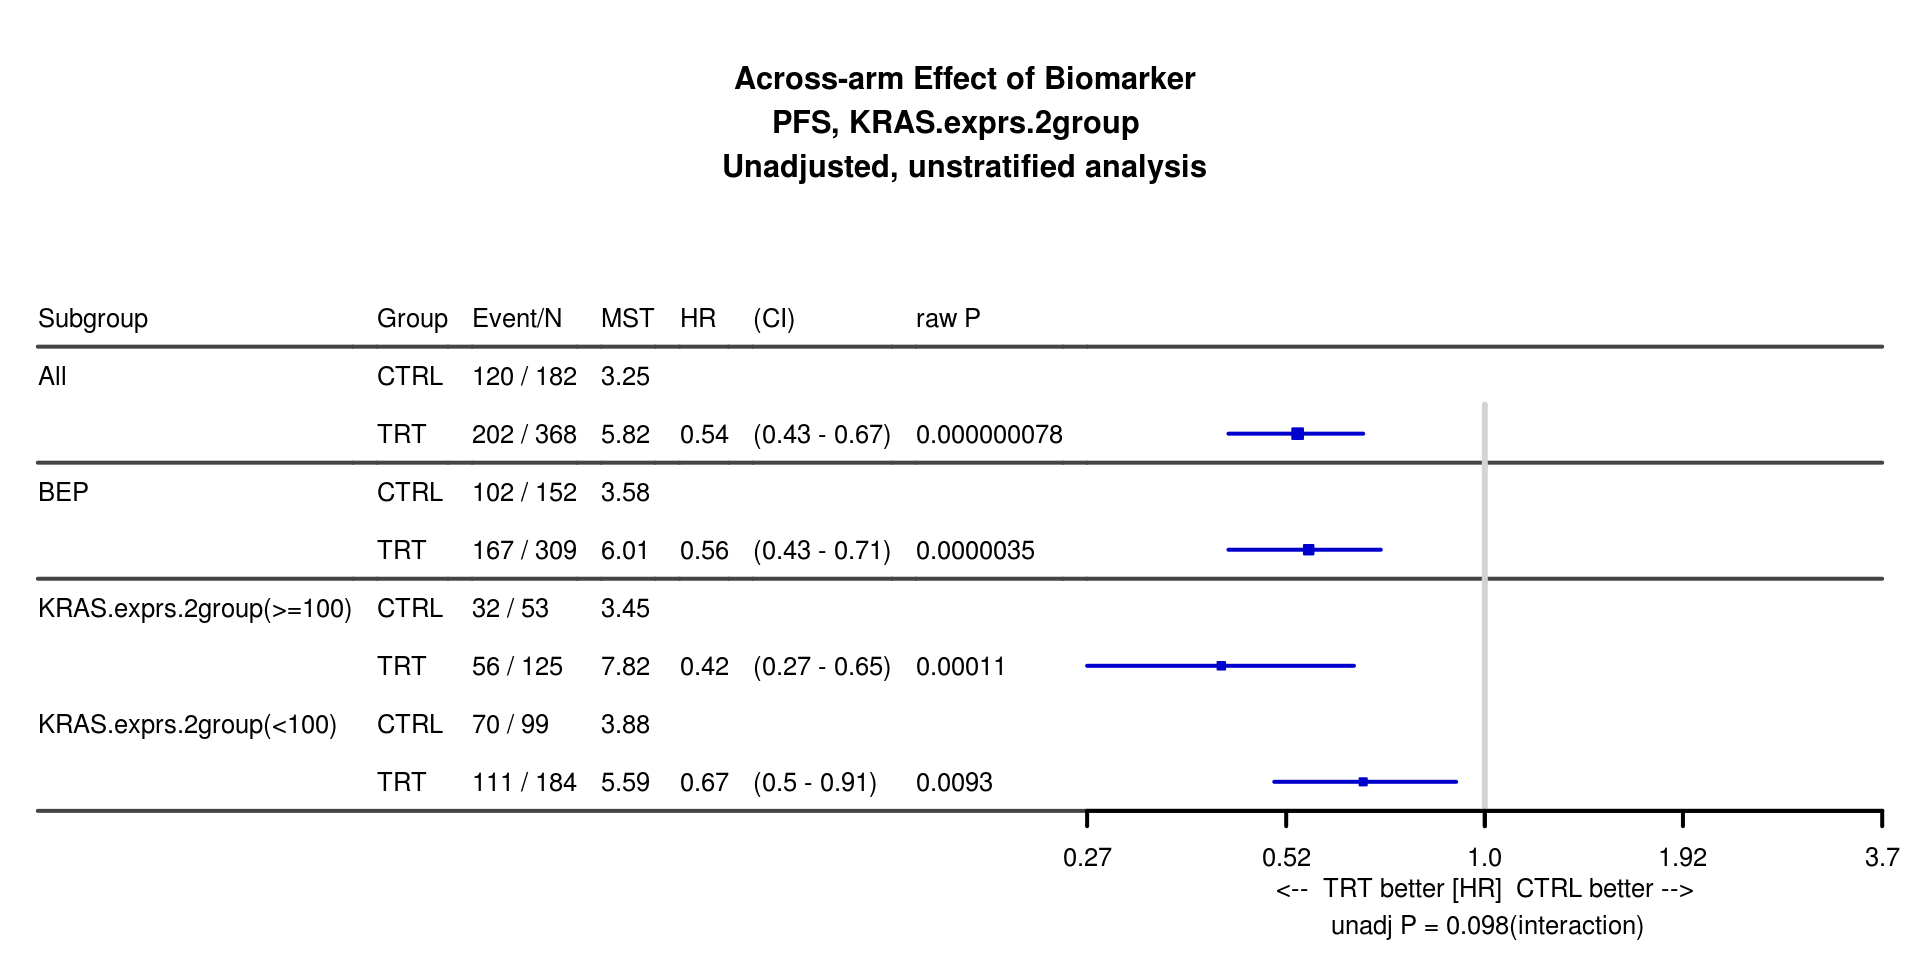 Across-arm Effect of Biomarker
PFS, KRAS.exprs.2group
Unadjusted, unstratified analysis
Subgroup Group Event/N MST HR (CI) raw P
All CTRL 120 / 182 3.25
TRT 202 / 368 5.82 0.54 (0.43 - 0.67) 0.000000078
BEP CTRL 102 / 152 3.58
TRT 167 / 309 6.01 0.56 (0.43 - 0.71) 0.0000035
KRAS.exprs.2group(>=100) CTRL 32 / 53 3.45
TRT 56 / 125 7.82 0.42 (0.27 - 0.65) 0.00011
KRAS.exprs.2group(<100) CTRL 70 / 99 3.88
TRT 111 / 184 5.59 0.67 (0.5 - 0.91) 0.0093
0.27 0.52 1.0 1.92 3.7
<-- TRT better [HR] CTRL better -->
unadj P = 0.098(interaction)